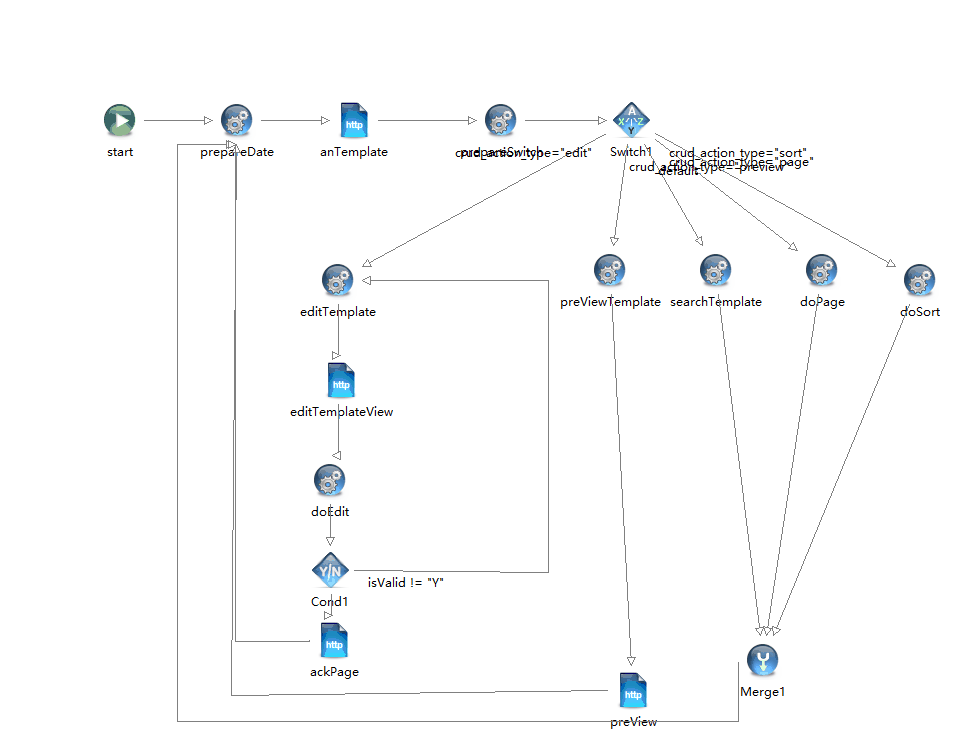 start
prepareDate
anTemplate
prepareSwitch
crud_action_type="edit"
Switch1
crud_action_type="sort"
crud_action_type="page"
crud_action_type="preview"
_default
editTemplate
preViewTemplate
searchTemplate
doPage
doSort
http
http
editTemplateView
doEdit
Y/N
isValid != "Y"
Cond1
http
ackPage
Merge1
http
preView